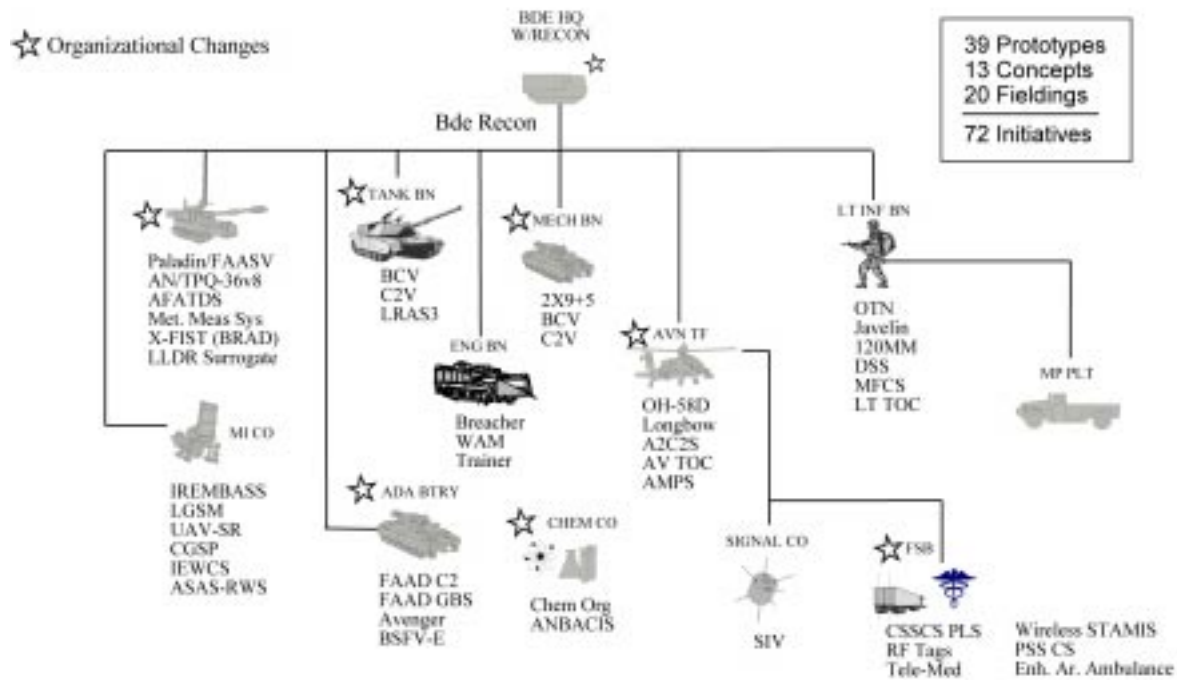 BDE HQ
W/RECON
Organizational Changes
39 Prototypes
13 Concepts
20 Fieldings
72 Initiatives
Bde Recon
Paladin/FAASV
AN/TPQ-36v8
AFATDS
Met. Meas Sys
X-FIST (BRAD)
LLDR Surrogate
TANK BN
BCV
C2V
LRAS3
ENG BN
Breacher
WAM
Trainer
MECH BN
2X9+5
BCV
C2V
AVN TF
OH-58D
Longbow
A2C2S
AV TOC
AMPS
LT INF BN
OTN
Javelin
120MM
DSS
MFCS
LT TOC
MP PLT
MI CO
IREMBASS
LGSM
UAV-SR
CGSP
IEWCS
ASAS-RWS
ADA BTRY
FAAD C2
FAAD GBS
Avenger
BSFV-E
CHEM CO
Chem Org
ANBACIS
SIGNAL CO
SIV
FSB
CSSCS PLS
RF Tags
Tele-Med
Wireless STAMIS
PSS CS
Enh. Ar. Ambulance